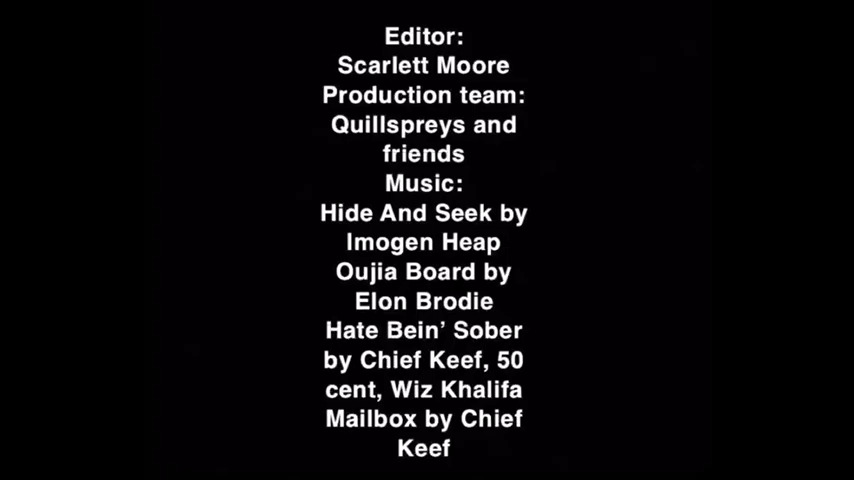 Editor:
Scarlett Moore
Production team:
Quillspreys and
friends
Music:
Hide And Seek by
Imogen Heap
Oujia Board by
Elon Brodie
Hate Bein’ Sober
by Chief Keef, 50
cent, Wiz Khalifa
Mailbox by Chief
Keef